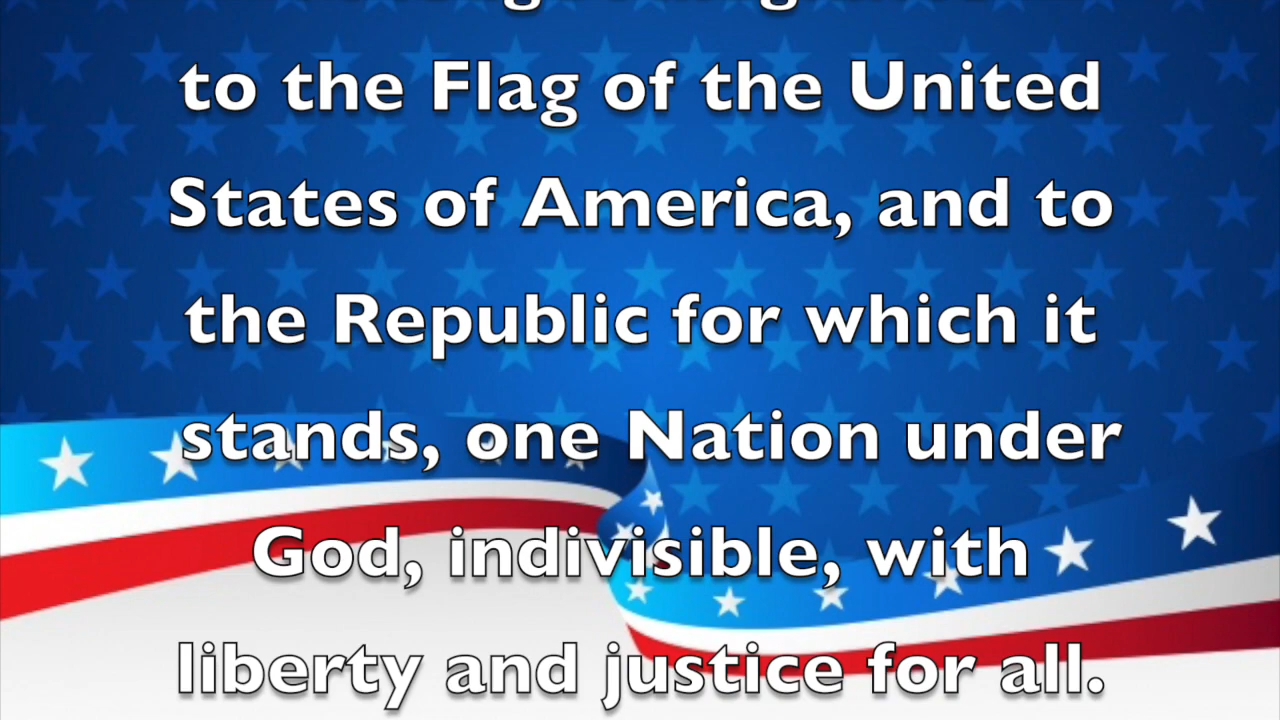 to the Flag of the United
States of America, and to
the Republic for which it
stands, one Nation under
God, indivisible, with
liberty and justice for all.